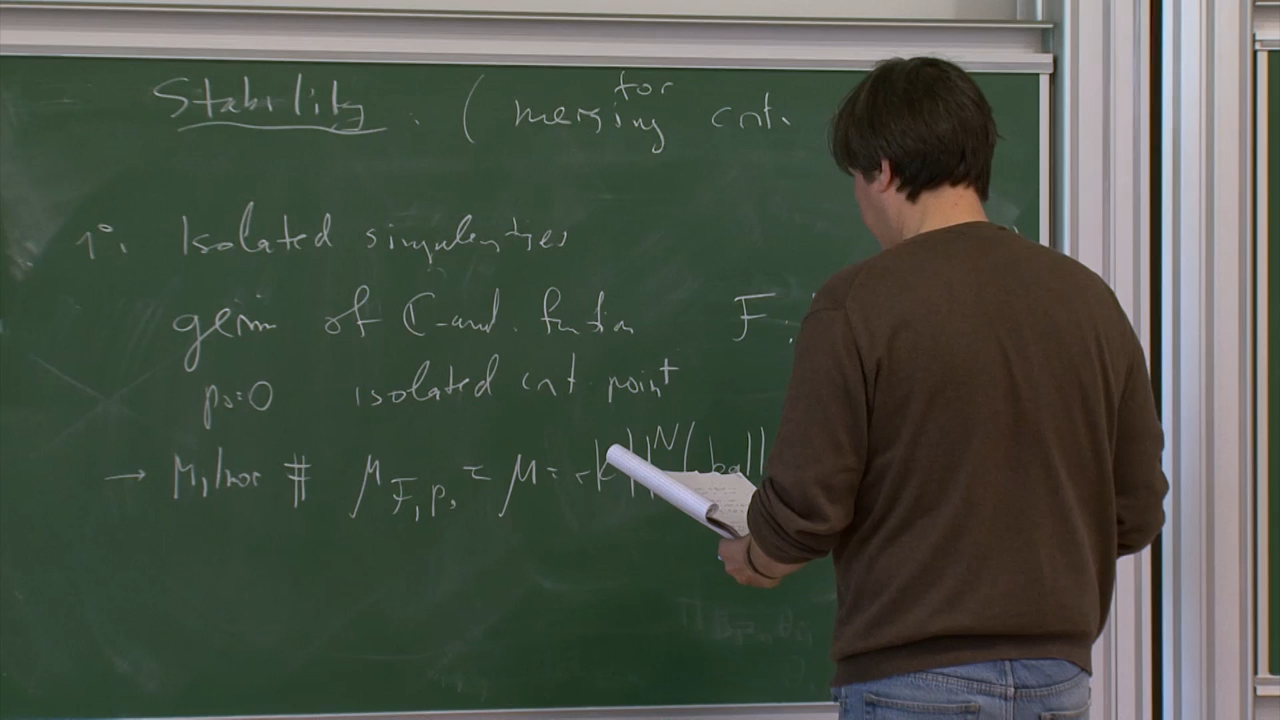 Stability. (for merging crit.
1°. Isolated singularities
germ of C-anal. function F:
p₀=0 isolated crit. point
→ Milnor # μ_{F,p₀} = μ = rk H^N(ball